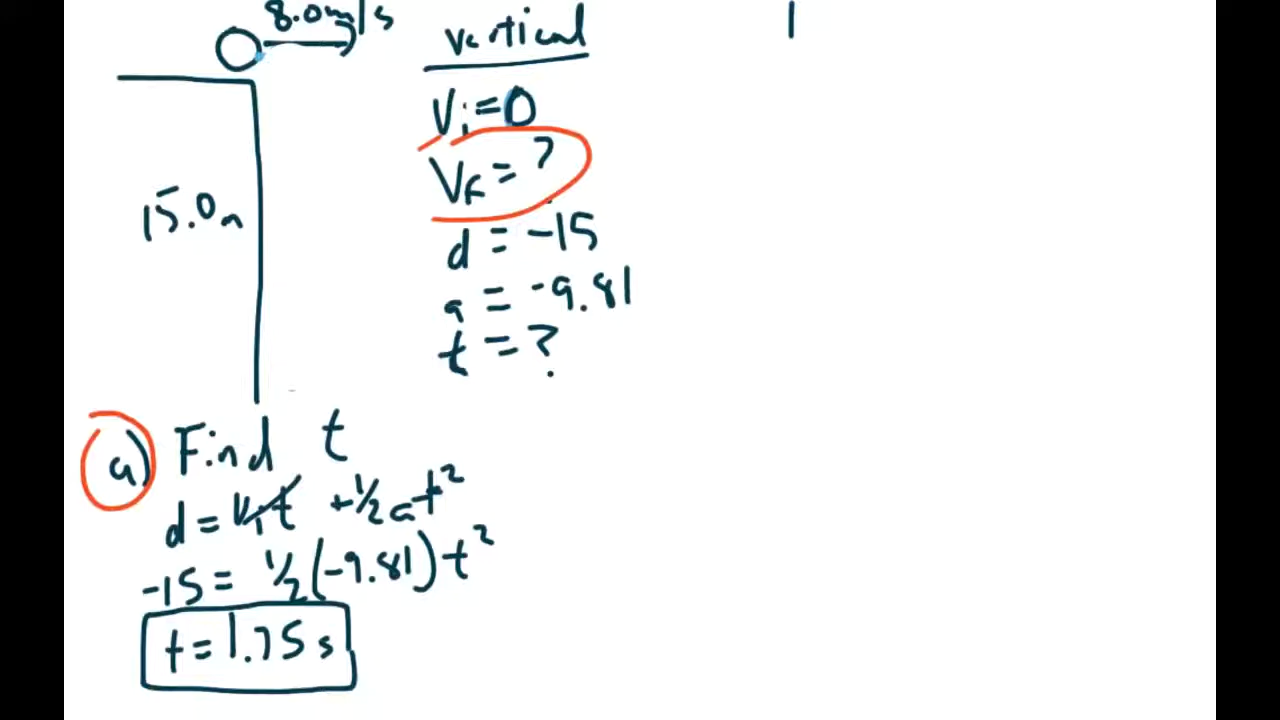 8.0m/s
15.0m
vertical
Vi=0
Vf=?
d=-15
a=-9.81
t=?
a) Find t
d=Vit+½at²
-15=½(-9.81)t²
t=1.75s